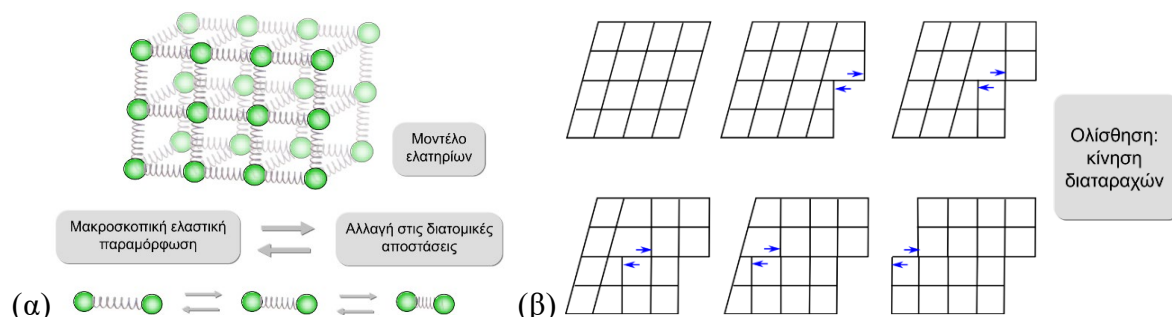 Μοντέλο
ελατηρίων
Μακροσκοπική ελαστική
παραμόρφωση
Αλλαγή στις διατομικές
αποστάσεις
(α)
(β)
Ολίσθηση:
κίνηση
διαταραχών